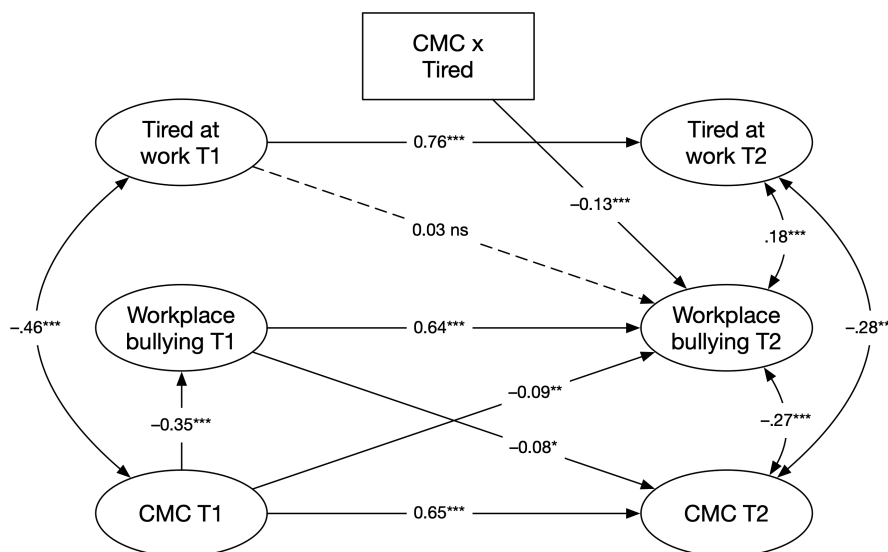 CMC x
Tired
Tired at
work T1
0.76***
Tired at
work T2
–0.13***
0.03 ns
.18***
Workplace
bullying T1
0.64***
Workplace
bullying T2
–.46***
–.28**
–0.35***
–0.09**
–0.08*
–.27***
CMC T1
0.65***
CMC T2